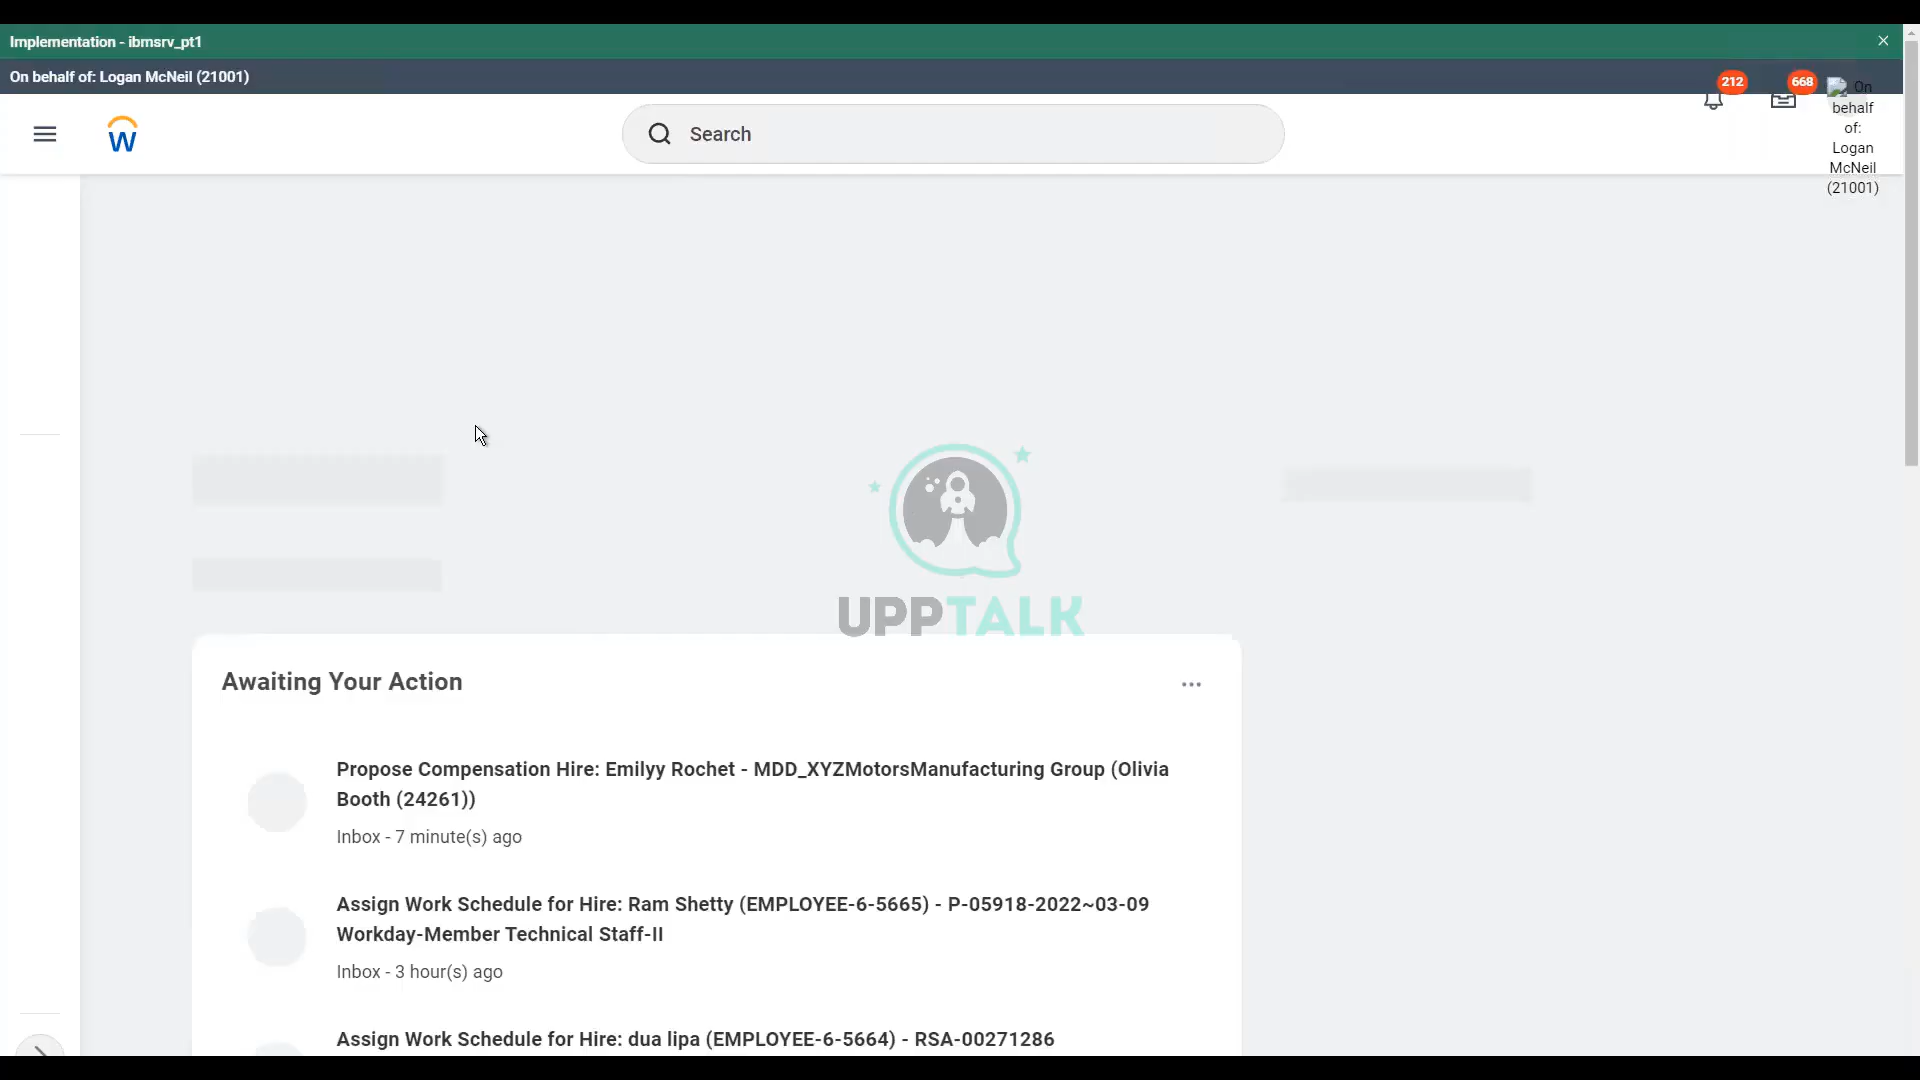 Implementation - ibmsrv_pt1
On behalf of: Logan McNeil (21001)
212
668
On
behalf
of:
Logan
McNeil
(21001)
W
Search
UPPTALK
Awaiting Your Action
Propose Compensation Hire: Emilyy Rochet - MDD_XYZMotorsManufacturing Group (Olivia
Booth (24261))
Inbox - 7 minute(s) ago
Assign Work Schedule for Hire: Ram Shetty (EMPLOYEE-6-5665) - P-05918-2022~03-09
Workday-Member Technical Staff-II
Inbox - 3 hour(s) ago
Assign Work Schedule for Hire: dua lipa (EMPLOYEE-6-5664) - RSA-00271286